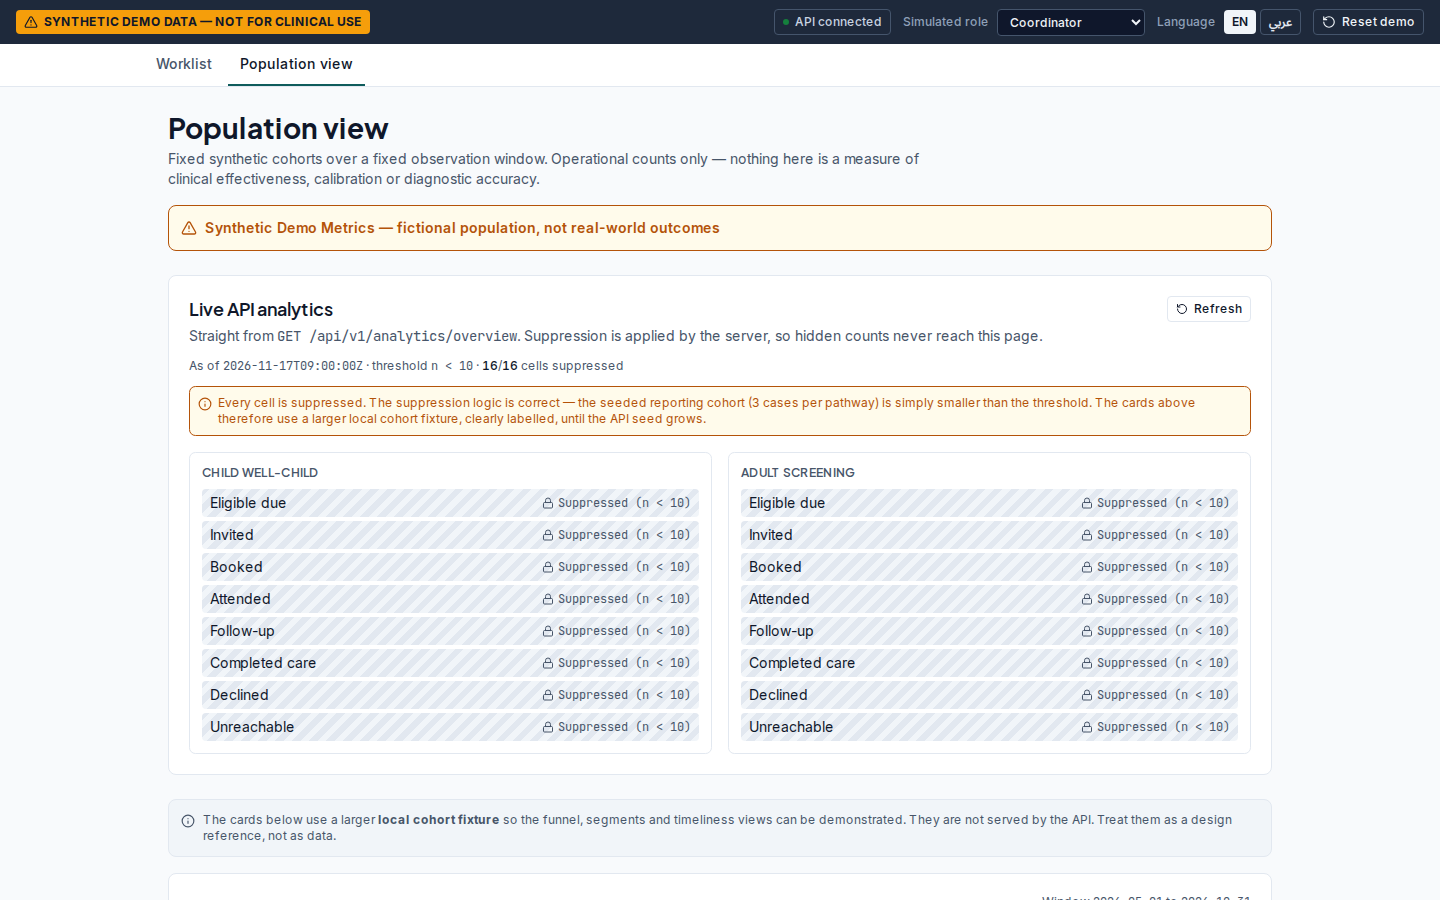 SYNTHETIC DEMO DATA — NOT FOR CLINICAL USE
API connected
Simulated role
Coordinator
Language
EN
عربي
Reset demo
Worklist
Population view
Population view
Fixed synthetic cohorts over a fixed observation window. Operational counts only — nothing here is a measure of
clinical effectiveness, calibration or diagnostic accuracy.
Synthetic Demo Metrics — fictional population, not real-world outcomes
Live API analytics
Refresh
Straight from GET /api/v1/analytics/overview. Suppression is applied by the server, so hidden counts never reach this page.
As of 2026-11-17T09:00:00Z · threshold n < 10 · 16/16 cells suppressed
Every cell is suppressed. The suppression logic is correct — the seeded reporting cohort (3 cases per pathway) is simply smaller than the threshold. The cards above
therefore use a larger local cohort fixture, clearly labelled, until the API seed grows.
CHILD WELL-CHILD
Eligible due Suppressed (n < 10)
Invited Suppressed (n < 10)
Booked Suppressed (n < 10)
Attended Suppressed (n < 10)
Follow-up Suppressed (n < 10)
Completed care Suppressed (n < 10)
Declined Suppressed (n < 10)
Unreachable Suppressed (n < 10)
ADULT SCREENING
Eligible due Suppressed (n < 10)
Invited Suppressed (n < 10)
Booked Suppressed (n < 10)
Attended Suppressed (n < 10)
Follow-up Suppressed (n < 10)
Completed care Suppressed (n < 10)
Declined Suppressed (n < 10)
Unreachable Suppressed (n < 10)
The cards below use a larger local cohort fixture so the funnel, segments and timeliness views can be demonstrated. They are not served by the API. Treat them as a design
reference, not as data.
Window 2026-05-01 to 2026-10-31